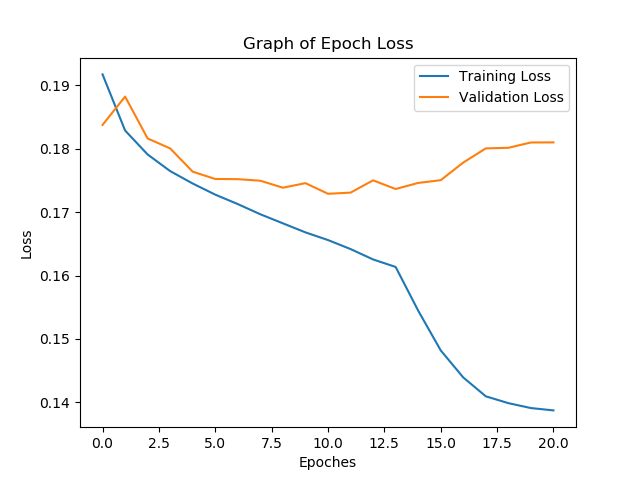 Graph of Epoch Loss
Training Loss
Validation Loss
0.19
0.18
0.17
0.16
0.15
0.14
Loss
0.0 2.5 5.0 7.5 10.0 12.5 15.0 17.5 20.0
Epoches